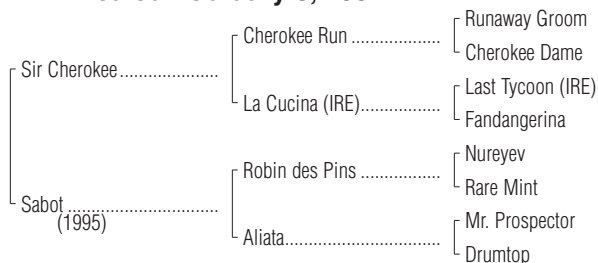 Runaway Groom
Cherokee Run ....................
Cherokee Dame
Sir Cherokee......................
Last Tycoon (IRE)
La Cucina (IRE)..................
Fandangerina
Nureyev
Robin des Pins ..................
Rare Mint
Sabot ..................................
(1995)
Mr. Prospector
Aliata...................................
Drumtop